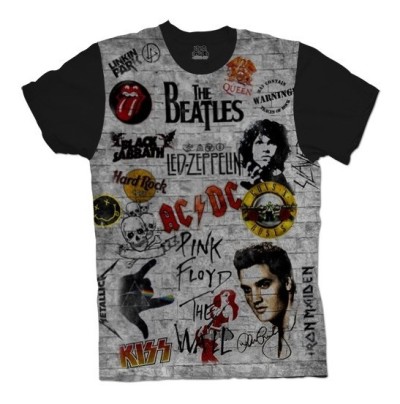 LINKIN
PARK
QUEEN
THE
BEATLES
WARNING!
BLACK
SABBATH
LED-ZEPPELIN
Hard Rock
AC/DC
GUNS N'
ROSES
PINK
FLOYD
THE
WALL
METALLICA
IRON MAIDEN
KISS